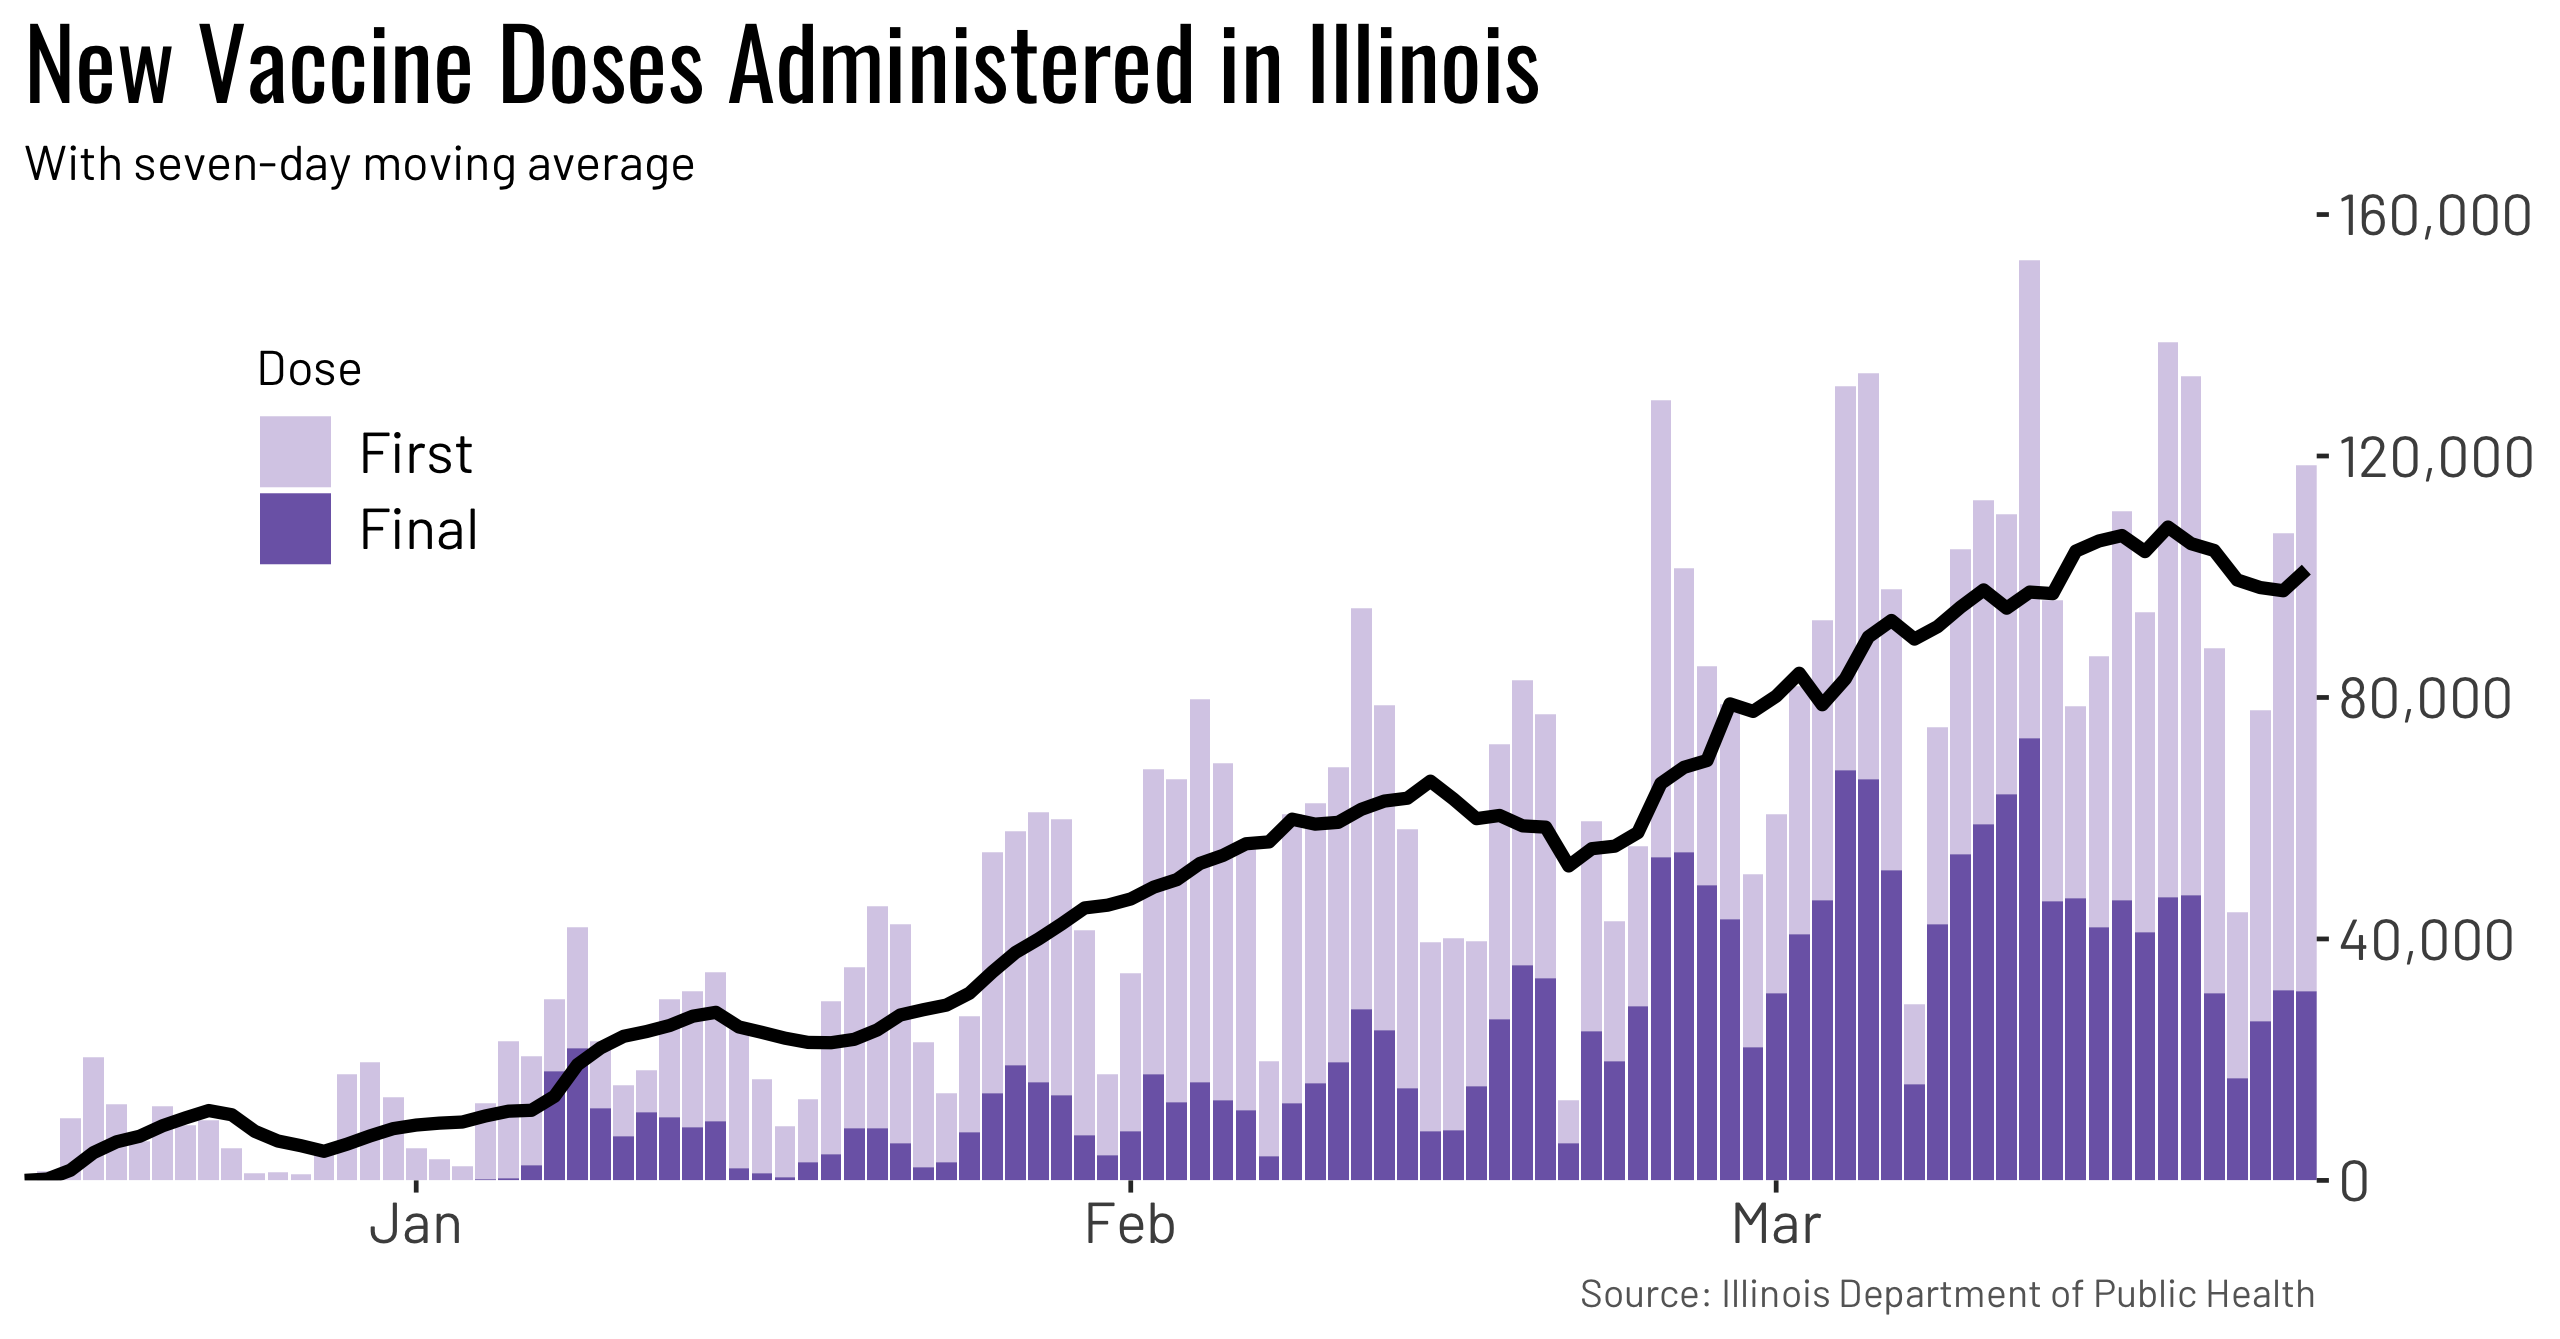 New Vaccine Doses Administered in Illinois
With seven-day moving average
160,000
Dose
First
120,000
Final
80,000
40,000
0
Jan Feb Mar
Source: Illinois Department of Public Health